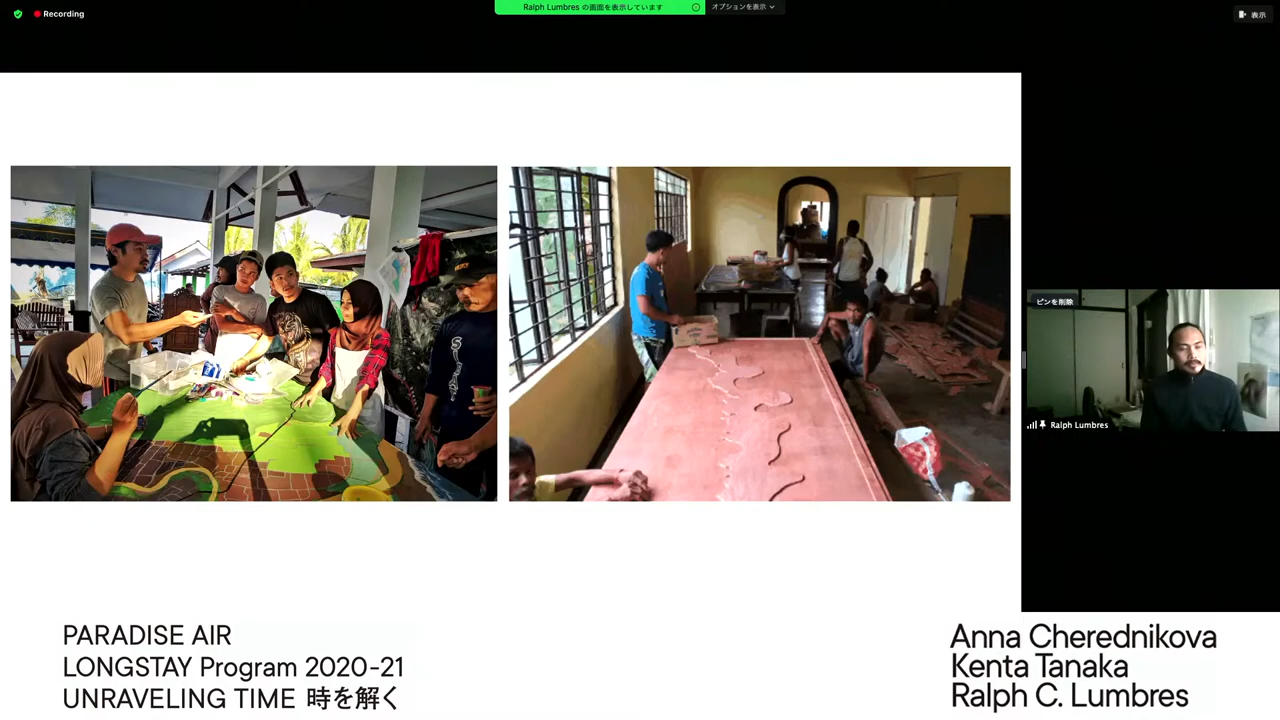 Recording
Ralph Lumbres の画面を表示しています
オプションを表示
表示
ピンを削除
Ralph Lumbres
PARADISE AIR
LONGSTAY Program 2020-21
UNRAVELING TIME 時を解く
Anna Cherednikova
Kenta Tanaka
Ralph C. Lumbres